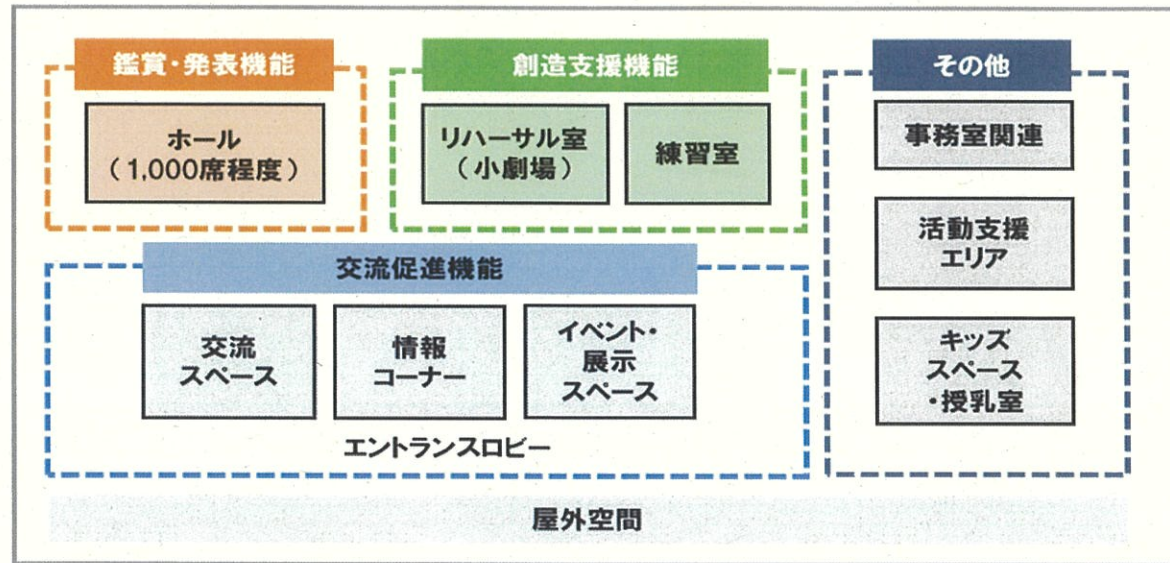 鑑賞・発表機能
ホール
(1,000席程度)
創造支援機能
リハーサル室
(小劇場)
練習室
交流促進機能
交流
スペース
情報
コーナー
イベント・
展示
スペース
エントランスロビー
その他
事務室関連
活動支援
エリア
キッズ
スペース
・授乳室
屋外空間